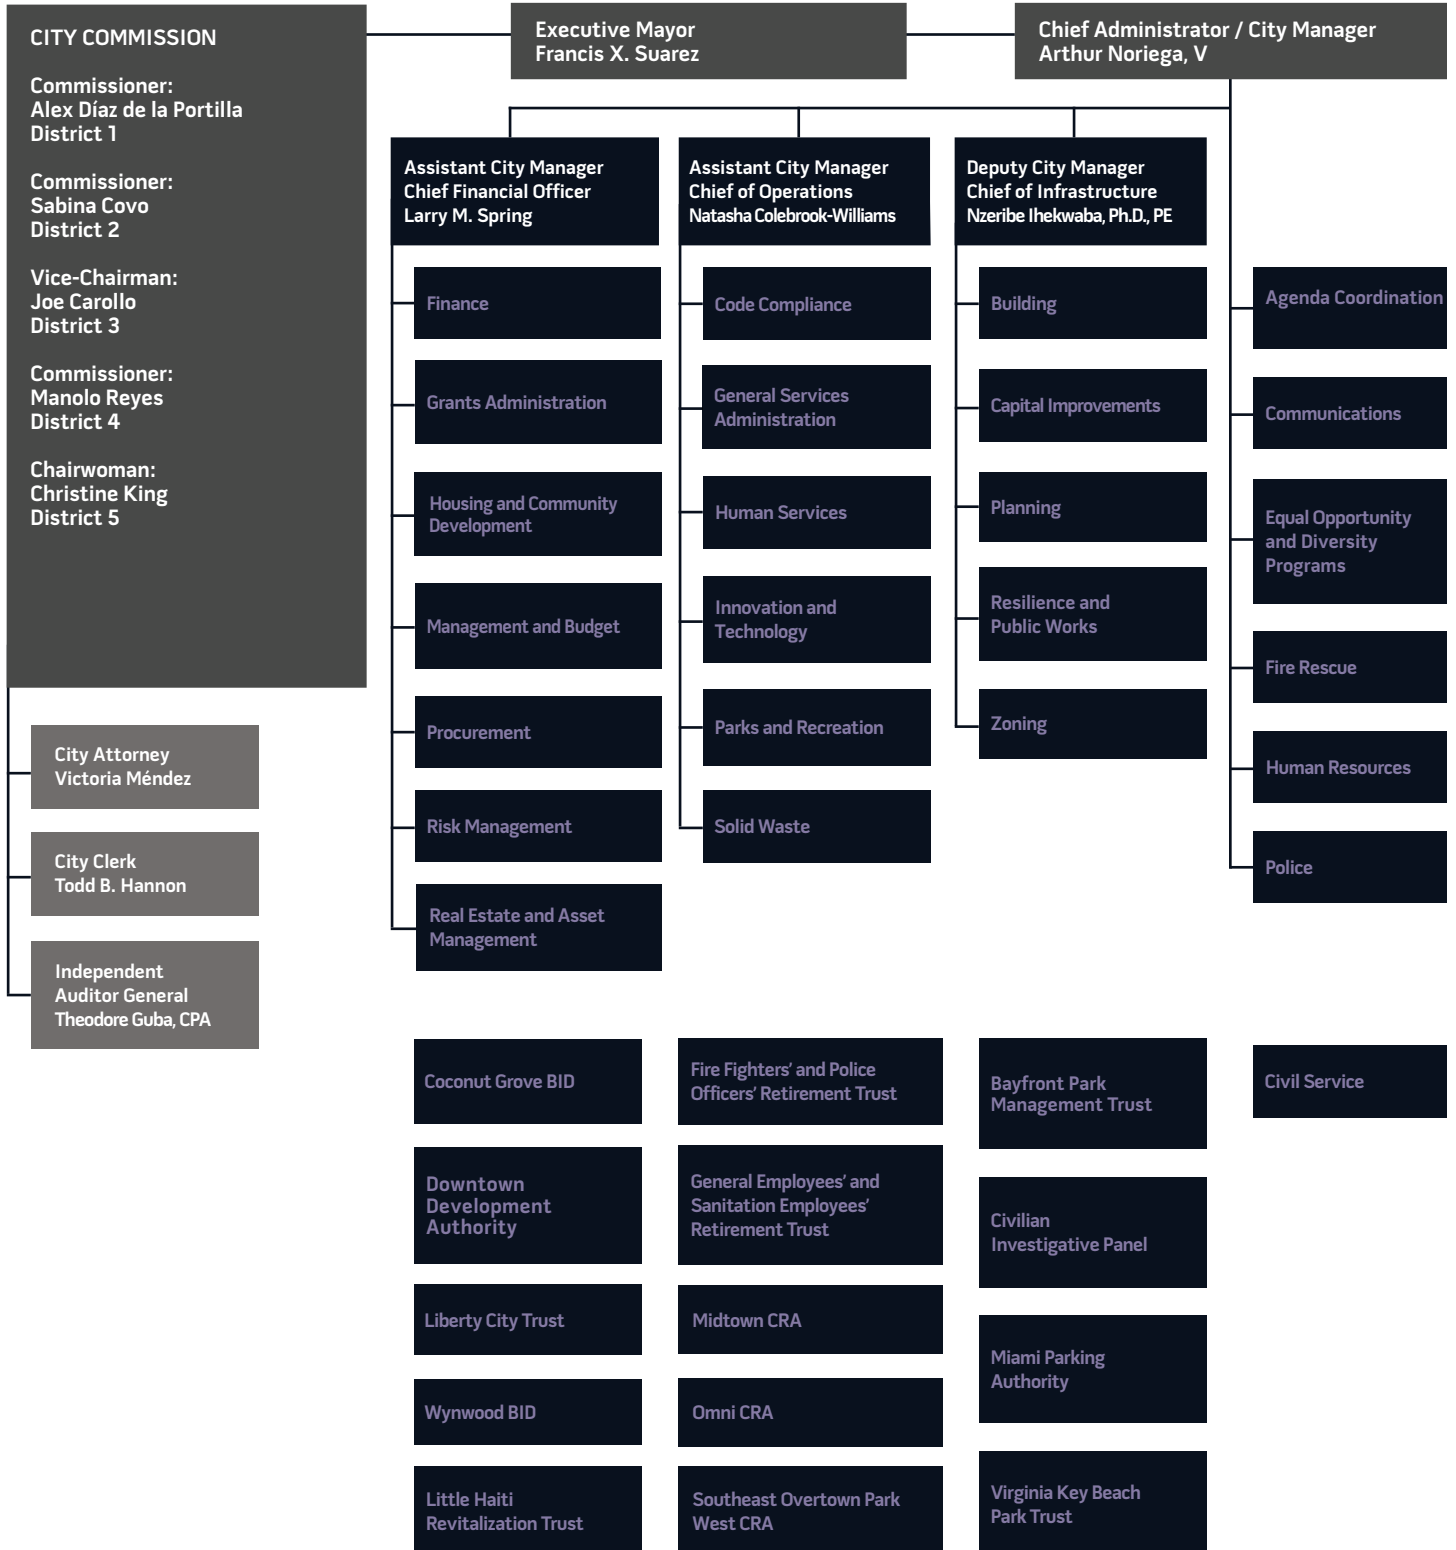 CITY COMMISSION
Commissioner:
Alex Díaz de la Portilla
District 1
Commissioner:
Sabina Covo
District 2
Vice-Chairman:
Joe Carollo
District 3
Commissioner:
Manolo Reyes
District 4
Chairwoman:
Christine King
District 5
City Attorney
Victoria Méndez
City Clerk
Todd B. Hannon
Independent
Auditor General
Theodore Guba, CPA
Executive Mayor
Francis X. Suarez
Chief Administrator / City Manager
Arthur Noriega, V
Assistant City Manager
Chief Financial Officer
Larry M. Spring
Finance
Grants Administration
Housing and Community
Development
Management and Budget
Procurement
Risk Management
Real Estate and Asset
Management
Assistant City Manager
Chief of Operations
Natasha Colebrook-Williams
Code Compliance
General Services
Administration
Human Services
Innovation and
Technology
Parks and Recreation
Solid Waste
Deputy City Manager
Chief of Infrastructure
Nzeribe Ihekwaba, Ph.D., PE
Building
Capital Improvements
Planning
Resilience and
Public Works
Zoning
Agenda Coordination
Communications
Equal Opportunity
and Diversity
Programs
Fire Rescue
Human Resources
Police
Coconut Grove BID
Downtown
Development
Authority
Liberty City Trust
Wynwood BID
Little Haiti
Revitalization Trust
Fire Fighters’ and Police
Officers’ Retirement Trust
General Employees’ and
Sanitation Employees’
Retirement Trust
Midtown CRA
Omni CRA
Southeast Overtown Park
West CRA
Bayfront Park
Management Trust
Civilian
Investigative Panel
Miami Parking
Authority
Virginia Key Beach
Park Trust
Civil Service